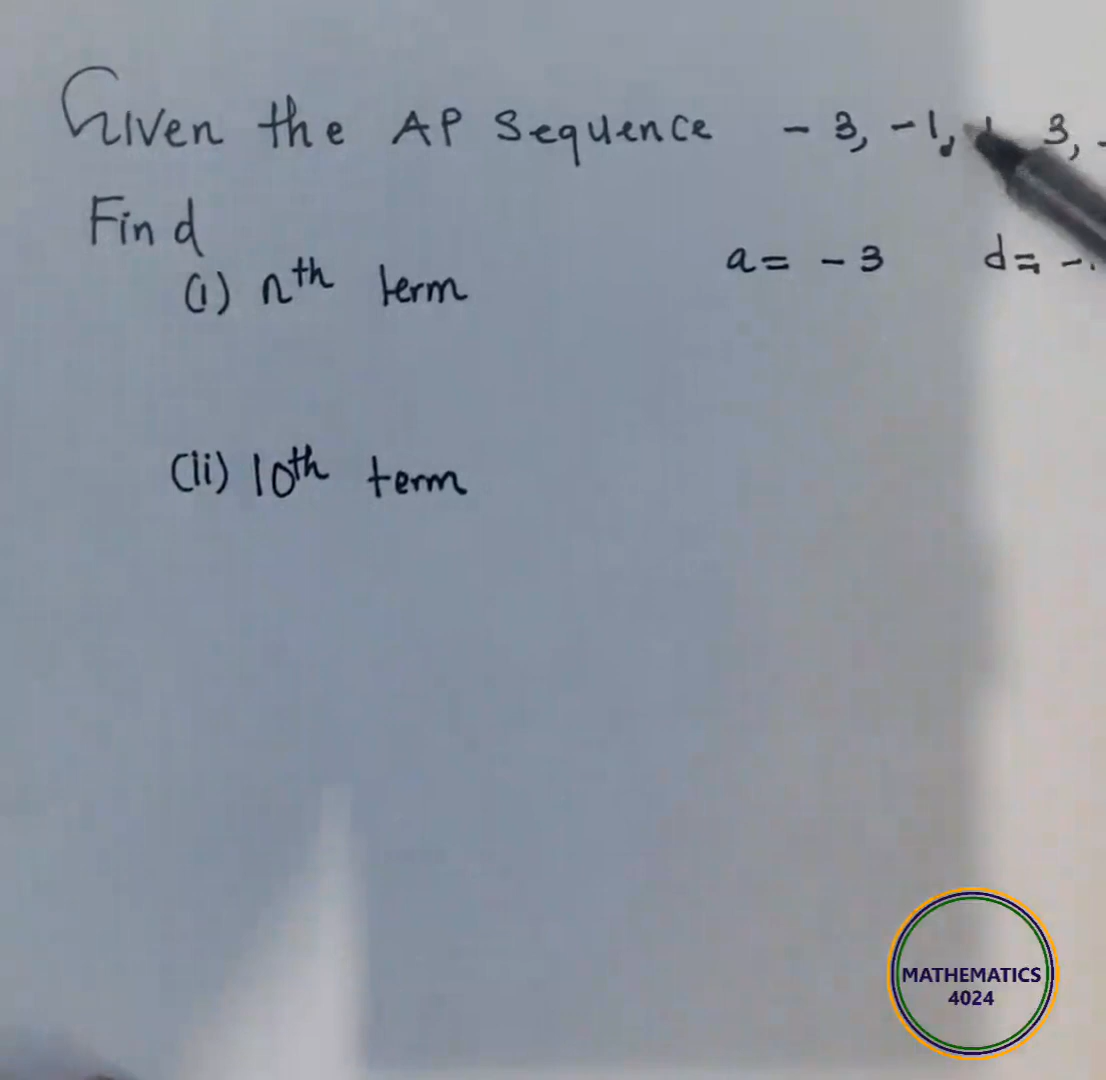 Given the AP Sequence - 3, -1, 3,
Find
(i) nth term a = - 3 d = -
(ii) 10th term
MATHEMATICS
4024